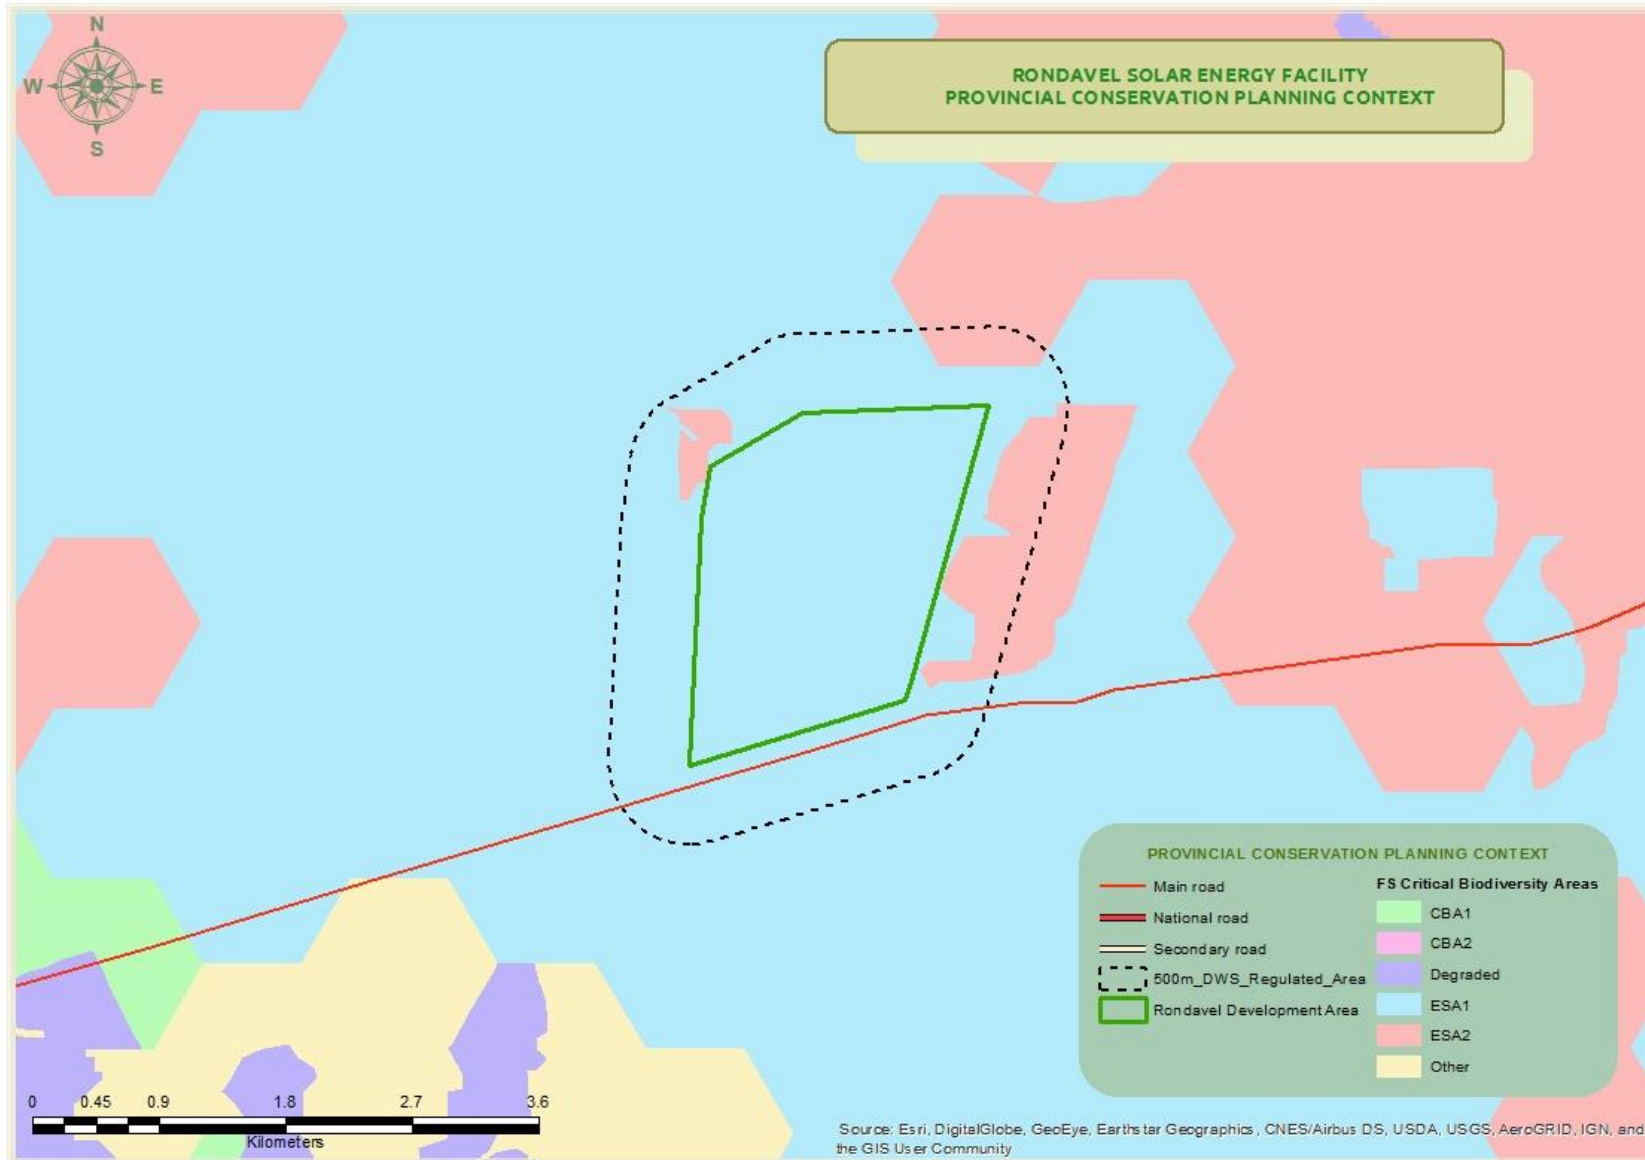 N
W E
S
RONDAVEL SOLAR ENERGY FACILITY
PROVINCIAL CONSERVATION PLANNING CONTEXT
PROVINCIAL CONSERVATION PLANNING CONTEXT
Main road
National road
Secondary road
500m_DWS_Regulated_Area
Rondavel Development Area
FS Critical Biodiversity Areas
CBA1
CBA2
Degraded
ESA1
ESA2
Other
0 0.45 0.9 1.8 2.7 3.6
Kilometers
Source: Esri, DigitalGlobe, GeoEye, Earthstar Geographics, CNES/Airbus DS, USDA, USGS, AeroGRID, IGN, and
the GIS User Community